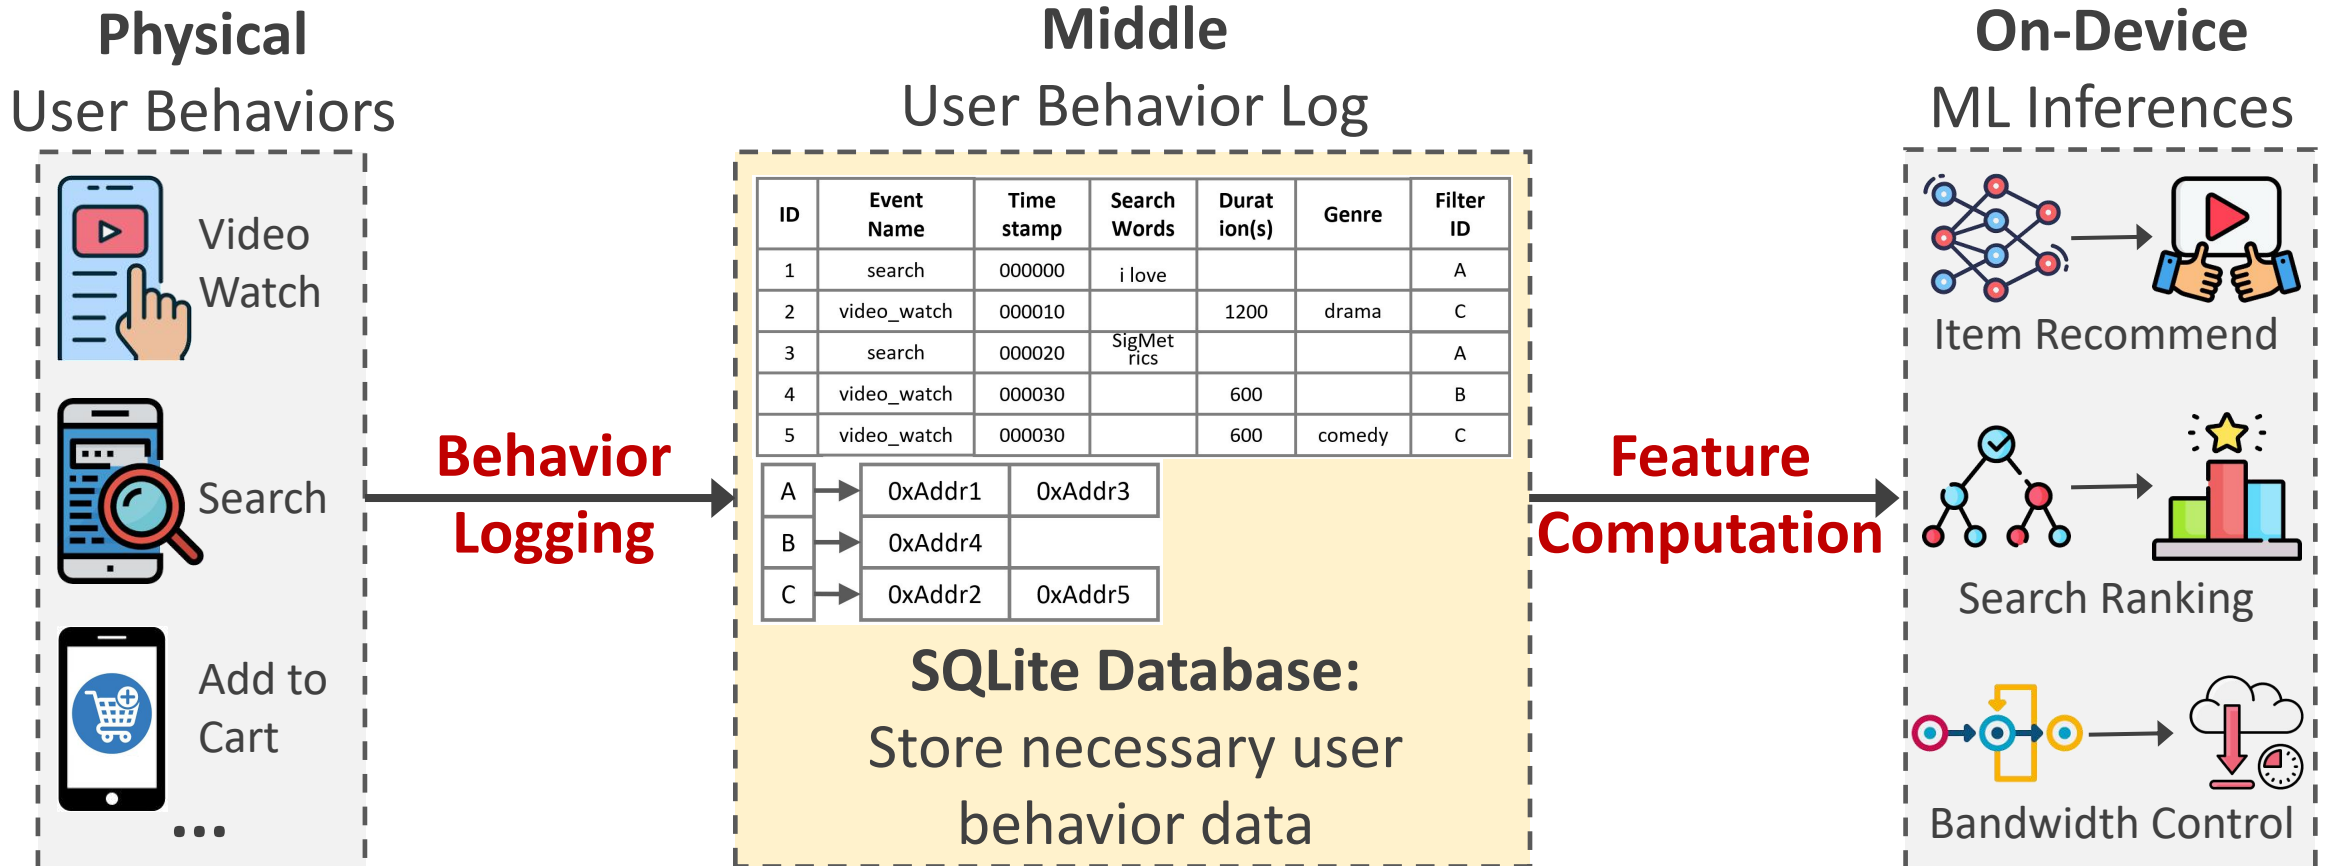 Physical
User Behaviors
Video
Watch
Search
Add to
Cart
...
Behavior
Logging
Middle
User Behavior Log
ID Event Name Time stamp Search Words Durat ion(s) Genre Filter ID
1 search 000000 i love A
2 video_watch 000010 1200 drama C
3 search 000020 SigMet rics A
4 video_watch 000030 600 B
5 video_watch 000030 600 comedy C
A 0xAddr1 0xAddr3
B 0xAddr4
C 0xAddr2 0xAddr5
SQLite Database:
Store necessary user
behavior data
Feature
Computation
On-Device
ML Inferences
Item Recommend
Search Ranking
Bandwidth Control